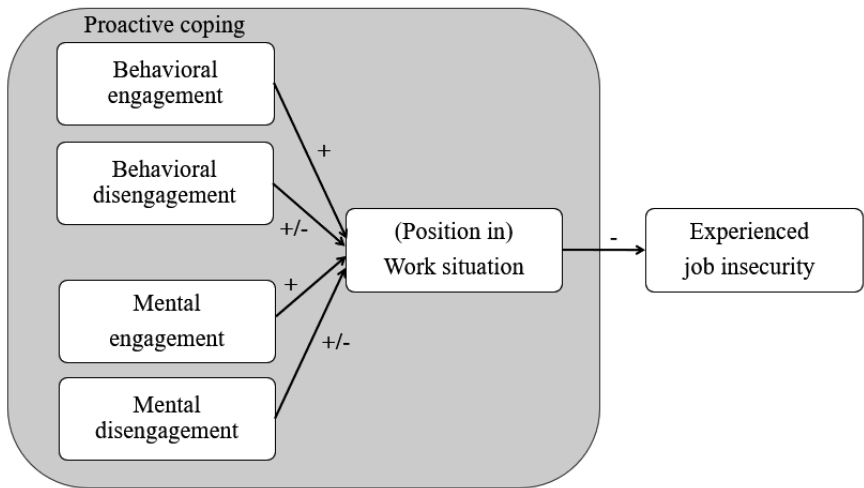 Proactive coping
Behavioral
engagement
+
Behavioral
disengagement
+/-
(Position in)
Work situation
-
Experienced
job insecurity
Mental
engagement
+
+/-
Mental
disengagement